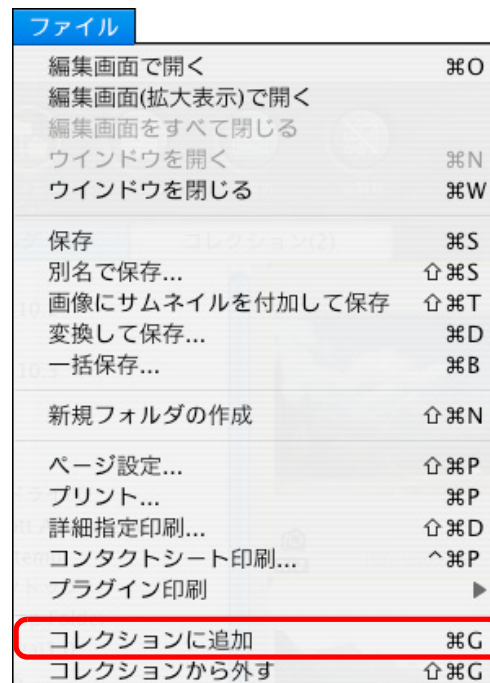 ファイル
編集画面で開く ⌘O
編集画面(拡大表示)で開く
編集画面をすべて閉じる
ウインドウを開く ⌘N
ウインドウを閉じる ⌘W
保存 ⌘S
別名で保存... ⇧⌘S
画像にサムネイルを付加して保存 ⇧⌘T
変換して保存... ⌘D
一括保存... ⌘B
新規フォルダの作成 ⇧⌘N
ページ設定... ⇧⌘P
プリント... ⌘P
詳細指定印刷... ⇧⌘D
コンタクトシート印刷... ^⌘P
プラグイン印刷 ▶
コレクションに追加 ⌘G
コレクションから外す ⇧⌘G